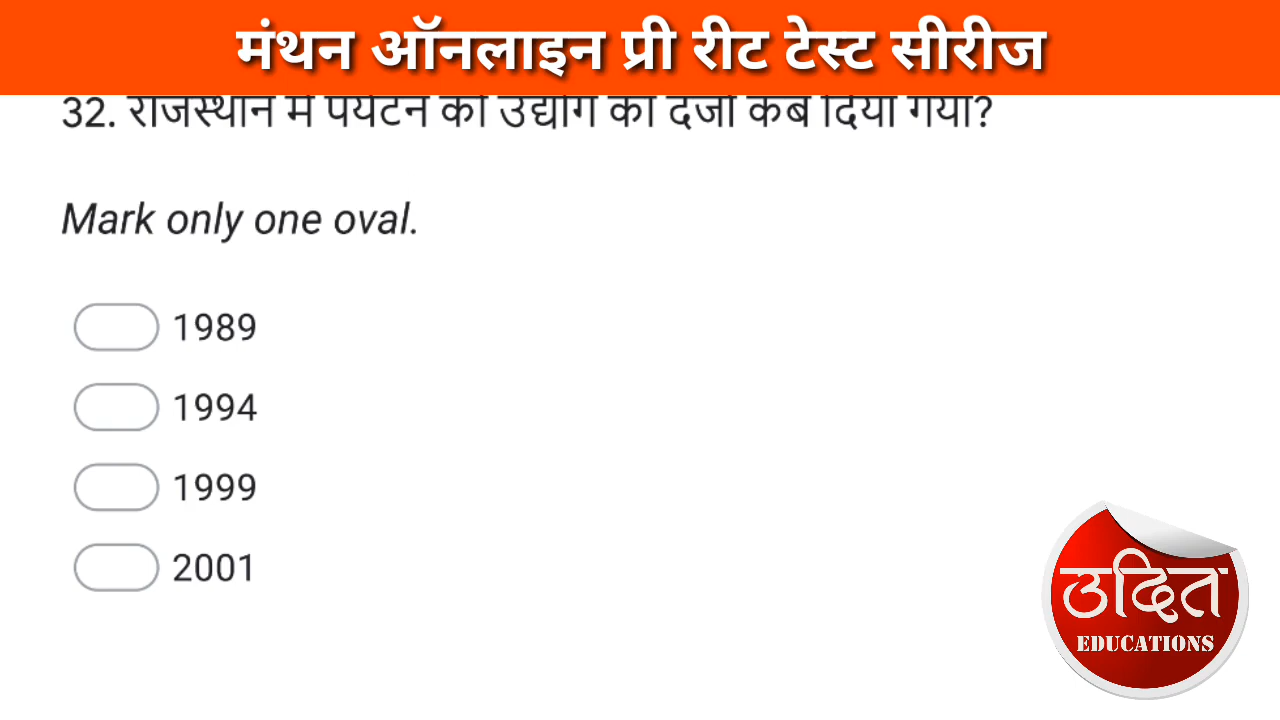 मंथन ऑनलाइन प्री रीट टेस्ट सीरीज
32. राजस्थान में पर्यटन को उद्योग का दर्जा कब दिया गया?
Mark only one oval.
1989
1994
1999
2001
उदित
EDUCATIONS